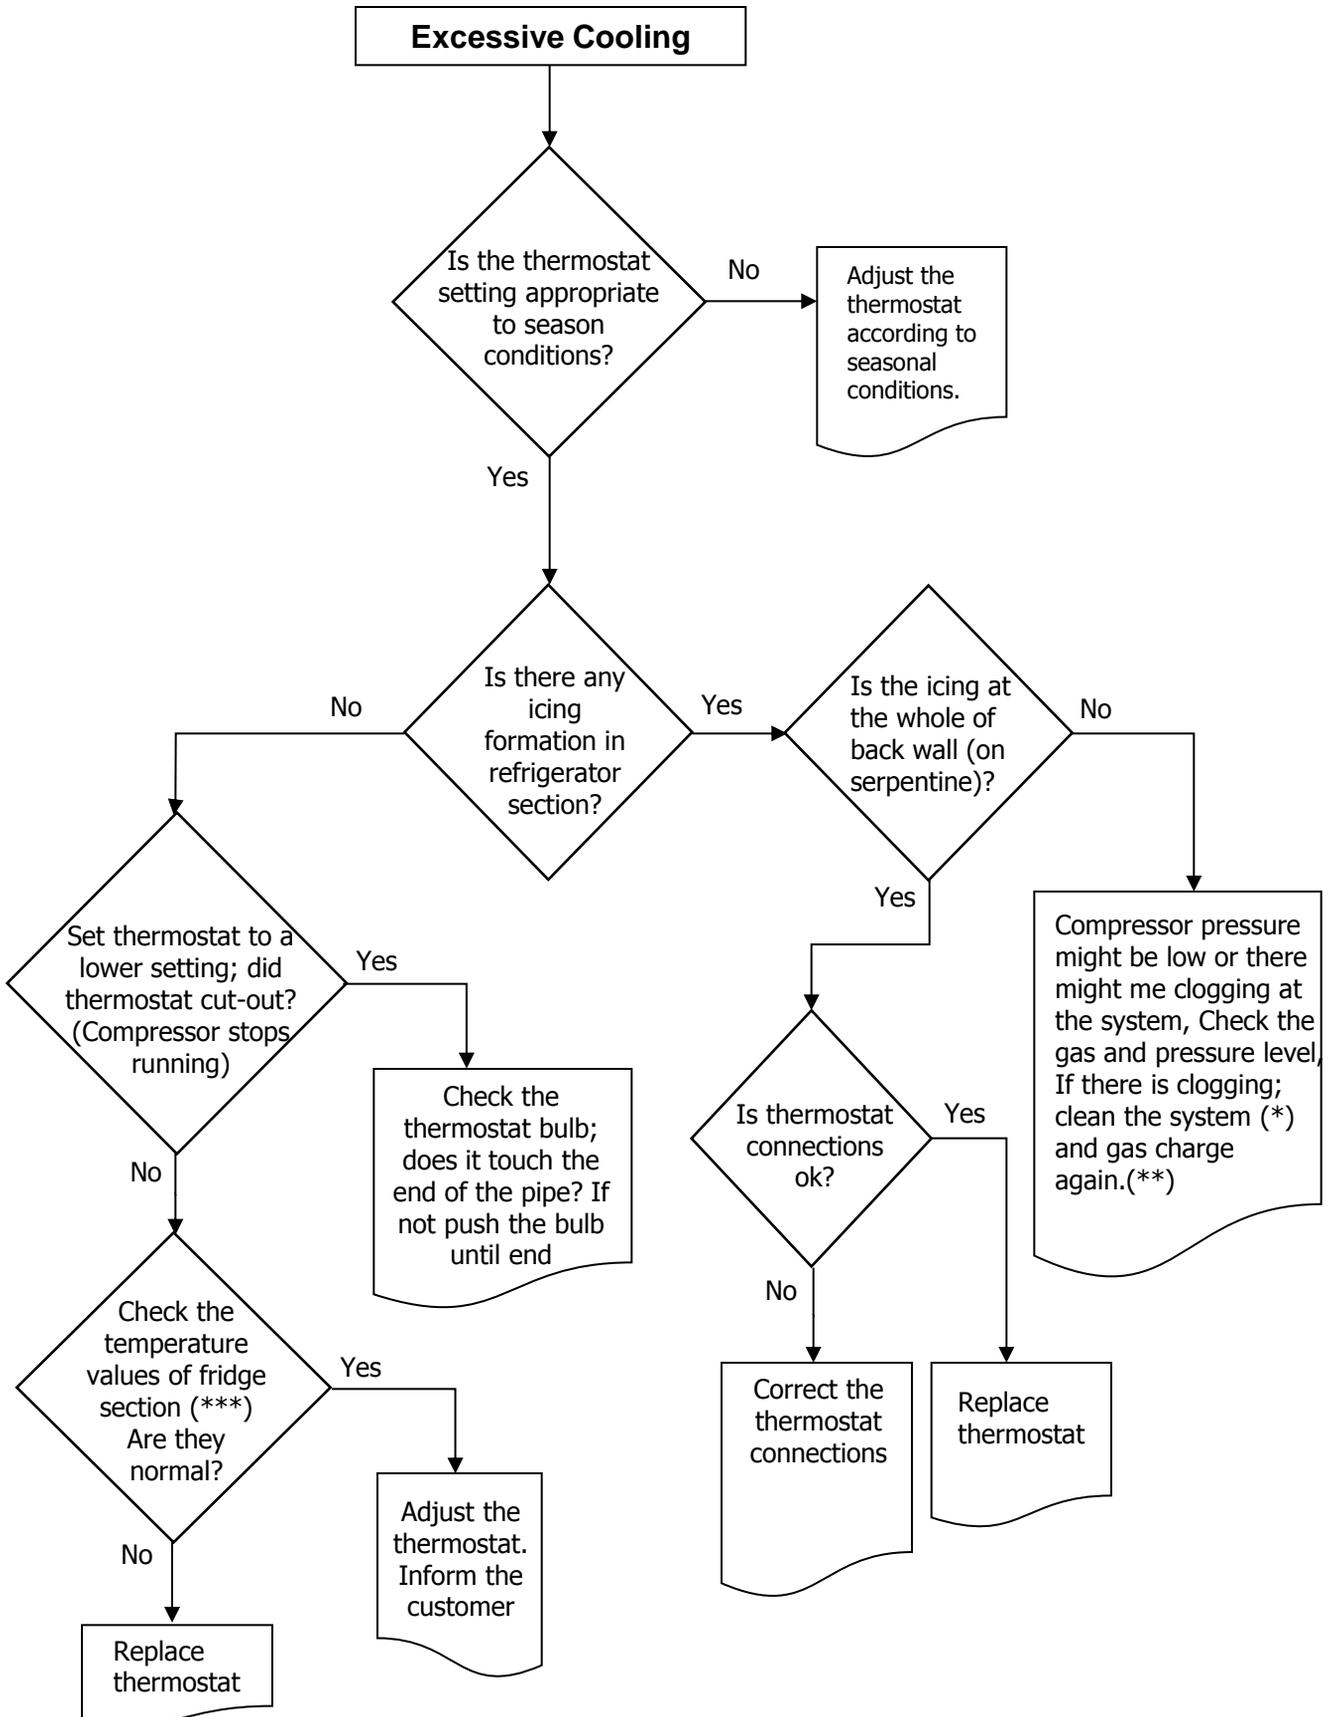 Excessive Cooling
Is the thermostat
setting appropriate
to season
conditions?
No
Adjust the
thermostat
according to
seasonal
conditions.
Yes
Is there any
icing
formation in
refrigerator
section?
No
Yes
Is the icing at
the whole of
back wall (on
serpentine)?
No
Yes
Compressor pressure
might be low or there
might me clogging at
the system, Check the
gas and pressure level,
If there is clogging;
clean the system (*)
and gas charge
again.(**)
Set thermostat to a
lower setting; did
thermostat cut-out?
(Compressor stops
running)
Yes
Check the
thermostat bulb;
does it touch the
end of the pipe? If
not push the bulb
until end
No
Is thermostat
connections
ok?
Yes
No
Correct the
thermostat
connections
Replace
thermostat
Check the
temperature
values of fridge
section (***)
Are they
normal?
Yes
Adjust the
thermostat.
Inform the
customer
No
Replace
thermostat